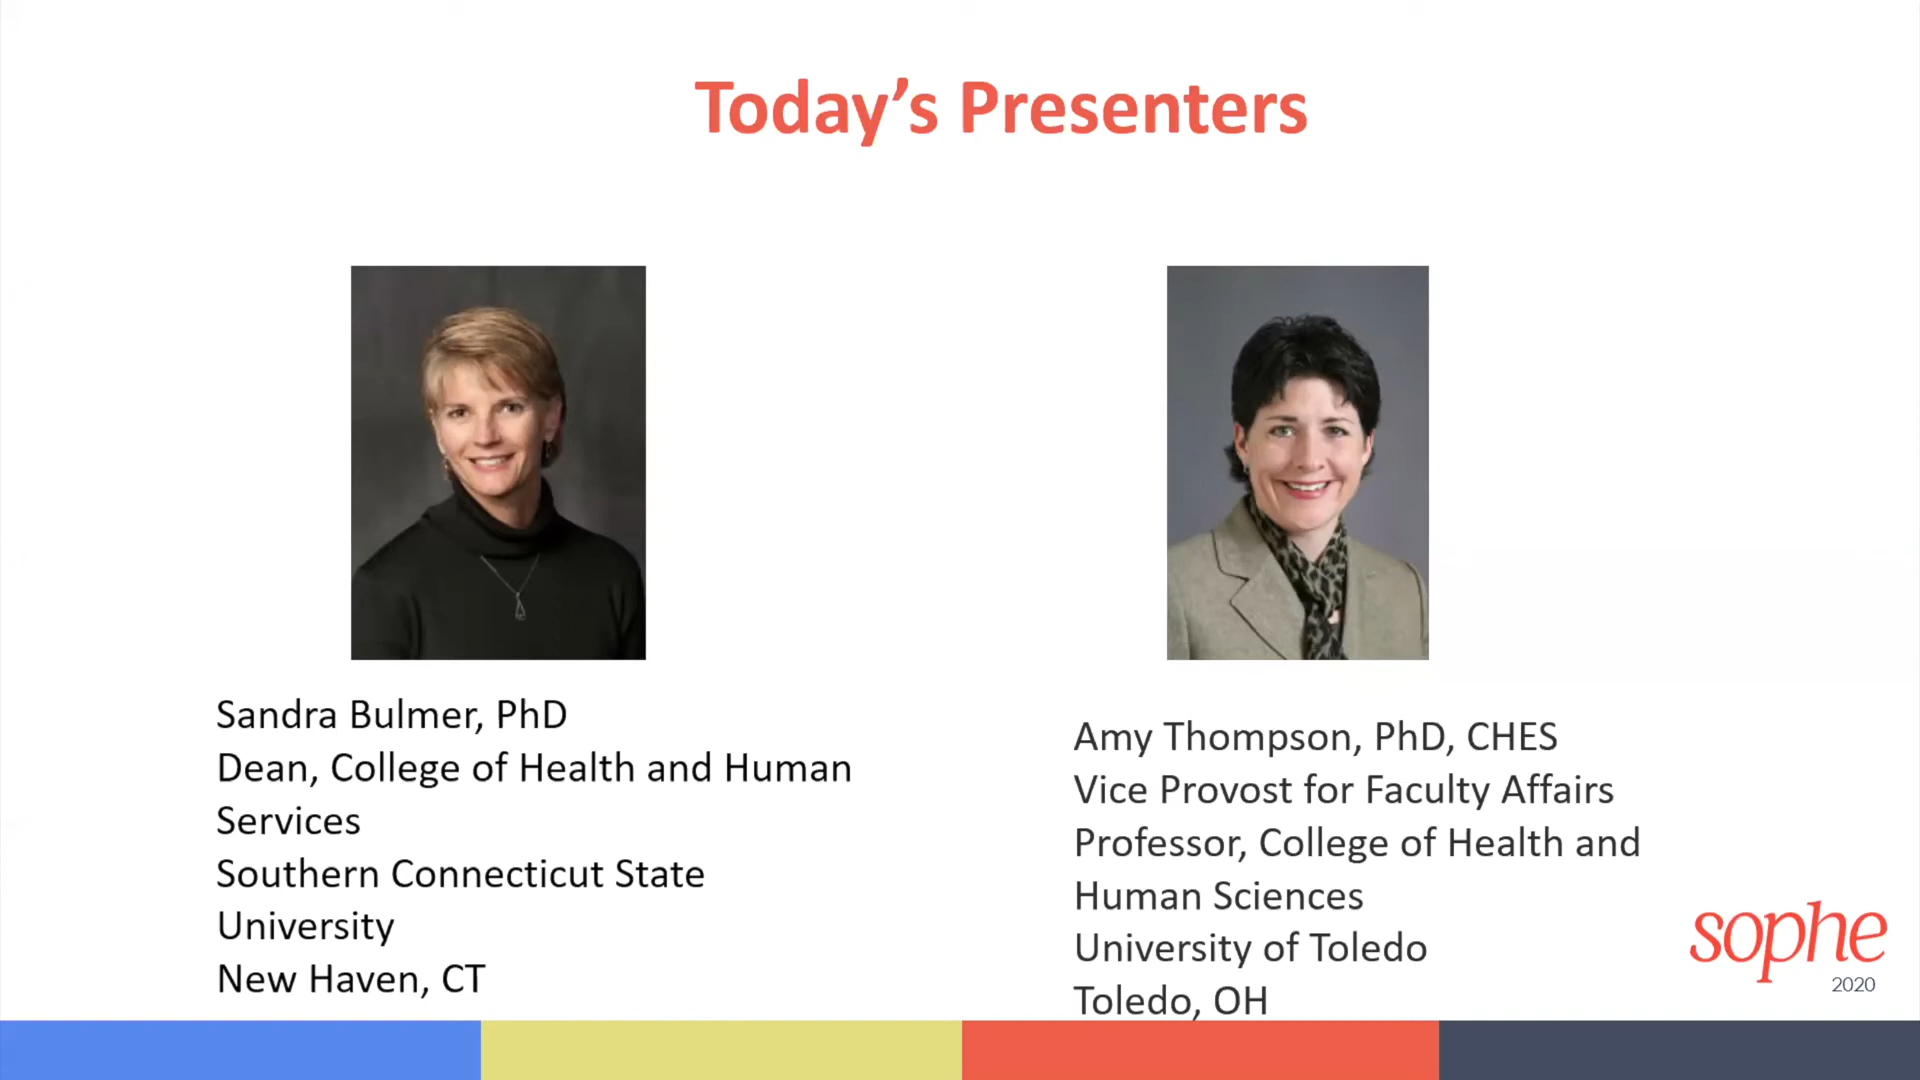 Today’s Presenters
Sandra Bulmer, PhD
Dean, College of Health and Human
Services
Southern Connecticut State
University
New Haven, CT
Amy Thompson, PhD, CHES
Vice Provost for Faculty Affairs
Professor, College of Health and
Human Sciences
University of Toledo
Toledo, OH
sophe
2020